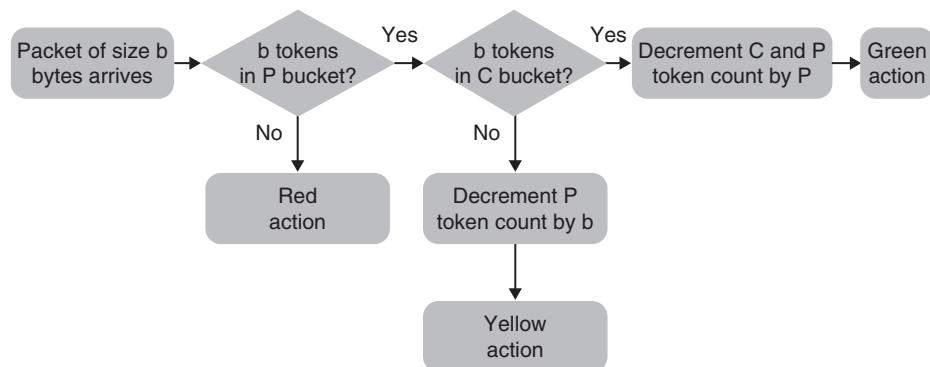 Packet of size b
bytes arrives
b tokens
in P bucket?
Yes
b tokens
in C bucket?
Yes
Decrement C and P
token count by P
Green
action
No
Red
action
No
Decrement P
token count by b
Yellow
action